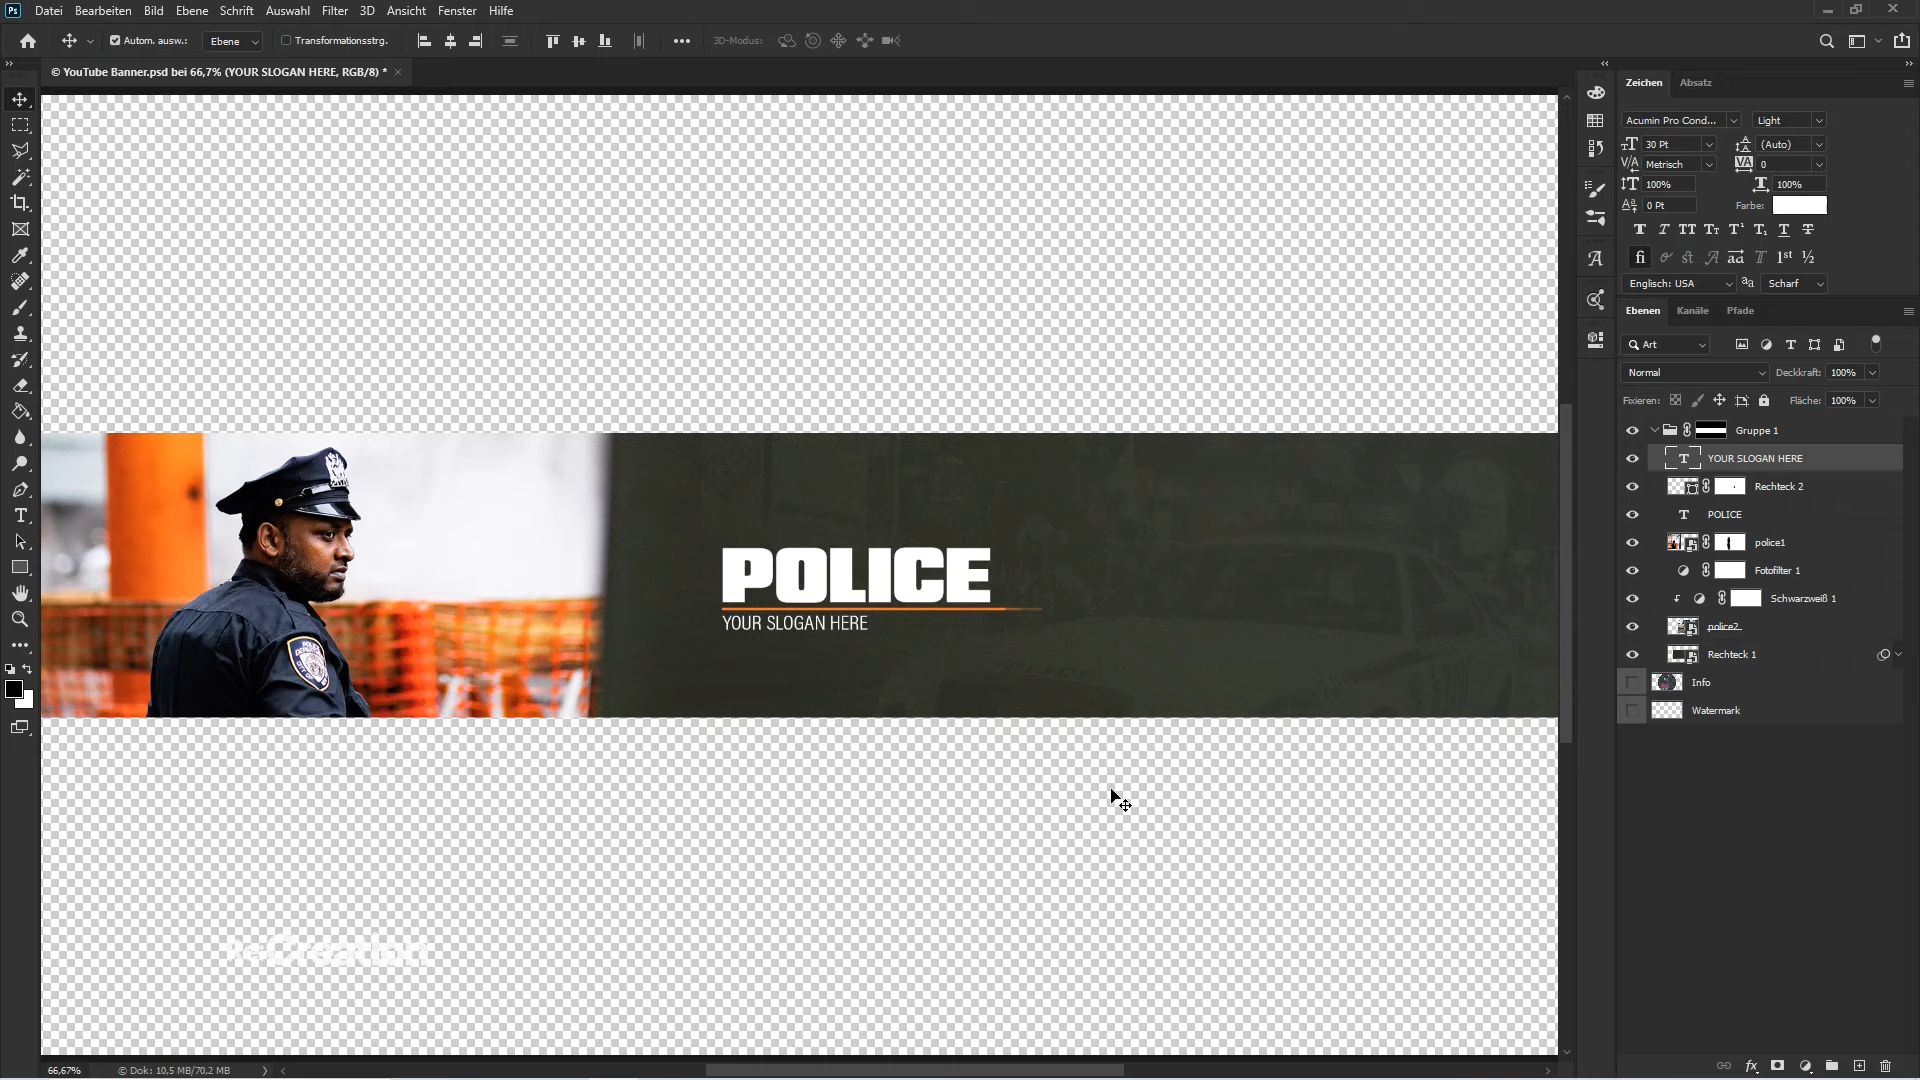 Ps Datei Bearbeiten Bild Ebene Schrift Auswahl Filter 3D Ansicht Fenster Hilfe
Autom. ausw.: Ebene Transformationsstrg. 3D-Modus:
© YouTube Banner.psd bei 66,7% (YOUR SLOGAN HERE, RGB/8) *
Zeichen Absatz
Acumin Pro Cond... Light
30 Pt (Auto)
Metrisch 0
100% 100%
0 Pt Farbe:
Englisch: USA Scharf
Ebenen Kanäle Pfade
Art
Normal Deckkraft: 100%
Fixieren: Fläche: 100%
Gruppe 1
YOUR SLOGAN HERE
Rechteck 2
POLICE
police1
Fotofilter 1
Schwarzweiß 1
police2
Rechteck 1
Info
Watermark
POLICE
YOUR SLOGAN HERE
66,67% © Dok: 10,5 MB/70,2 MB